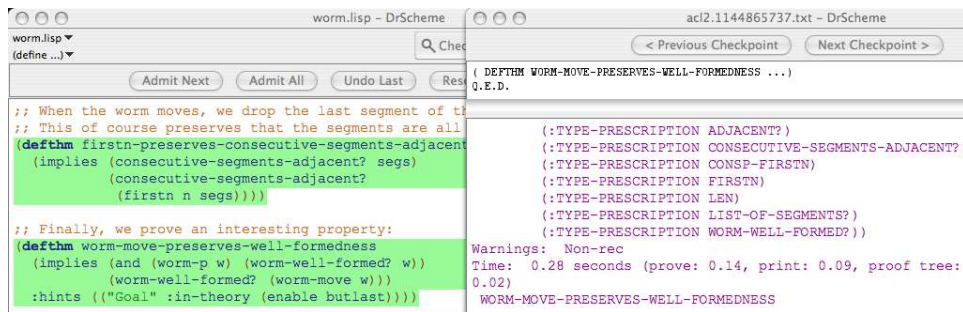 worm.lisp - DrScheme
worm.lisp
(define ...)
Check
Admit Next Admit All Undo Last Res
;; When the worm moves, we drop the last segment of th
;; This of course preserves that the segments are all
(defthm firstn-preserves-consecutive-segments-adjacent
(implies (consecutive-segments-adjacent? segs)
(consecutive-segments-adjacent?
(firstn n segs))))
;; Finally, we prove an interesting property:
(defthm worm-move-preserves-well-formedness
(implies (and (worm-p w) (worm-well-formed? w))
(worm-well-formed? (worm-move w)))
:hints (("Goal" :in-theory (enable butlast))))
acl2.1144865737.txt - DrScheme
< Previous Checkpoint Next Checkpoint >
( DEFTHM WORM-MOVE-PRESERVES-WELL-FORMEDNESS ...)
Q.E.D.
(:TYPE-PRESCRIPTION ADJACENT?)
(:TYPE-PRESCRIPTION CONSECUTIVE-SEGMENTS-ADJACENT?
(:TYPE-PRESCRIPTION CONSP-FIRSTN)
(:TYPE-PRESCRIPTION FIRSTN)
(:TYPE-PRESCRIPTION LEN)
(:TYPE-PRESCRIPTION LIST-OF-SEGMENTS?)
(:TYPE-PRESCRIPTION WORM-WELL-FORMED?))
Warnings: Non-rec
Time: 0.28 seconds (prove: 0.14, print: 0.09, proof tree:
0.02)
WORM-MOVE-PRESERVES-WELL-FORMEDNESS